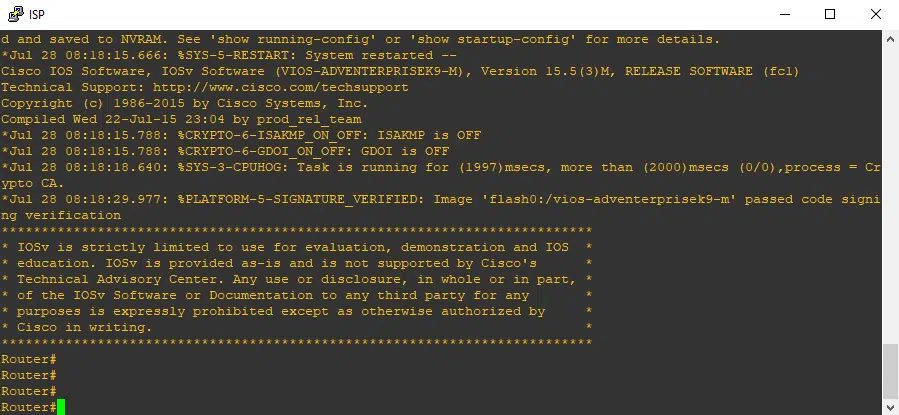 ISP
d and saved to NVRAM. See 'show running-config' or 'show startup-config' for more details.
*Jul 28 08:18:15.666: %SYS-5-RESTART: System restarted --
Cisco IOS Software, IOSv Software (VIOS-ADVENTERPRISEK9-M), Version 15.5(3)M, RELEASE SOFTWARE (fc1)
Technical Support: http://www.cisco.com/techsupport
Copyright (c) 1986-2015 by Cisco Systems, Inc.
Compiled Wed 22-Jul-15 23:04 by prod_rel_team
*Jul 28 08:18:15.788: %CRYPTO-6-ISAKMP_ON_OFF: ISAKMP is OFF
*Jul 28 08:18:15.788: %CRYPTO-6-GDOI_ON_OFF: GDOI is OFF
*Jul 28 08:18:18.640: %SYS-3-CPUHOG: Task is running for (1997)msecs, more than (2000)msecs (0/0),process = Cr
ypto CA.
*Jul 28 08:18:29.977: %PLATFORM-5-SIGNATURE_VERIFIED: Image 'flash0:/vios-adventerprisek9-m' passed code signi
ng verification
**************************************************************************
* IOSv is strictly limited to use for evaluation, demonstration and IOS  *
* education. IOSv is provided as-is and is not supported by Cisco's      *
* Technical Advisory Center. Any use or disclosure, in whole or in part, *
* of the IOSv Software or Documentation to any third party for any       *
* purposes is expressly prohibited except as otherwise authorized by     *
* Cisco in writing.                                                      *
**************************************************************************
Router#
Router#
Router#
Router#